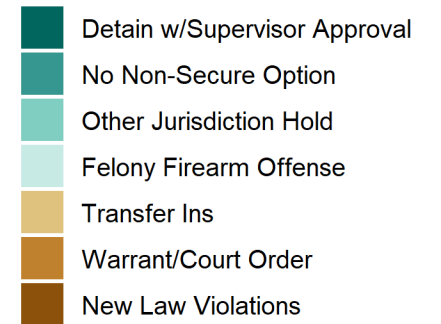 Detain w/Supervisor Approval
No Non-Secure Option
Other Jurisdiction Hold
Felony Firearm Offense
Transfer Ins
Warrant/Court Order
New Law Violations